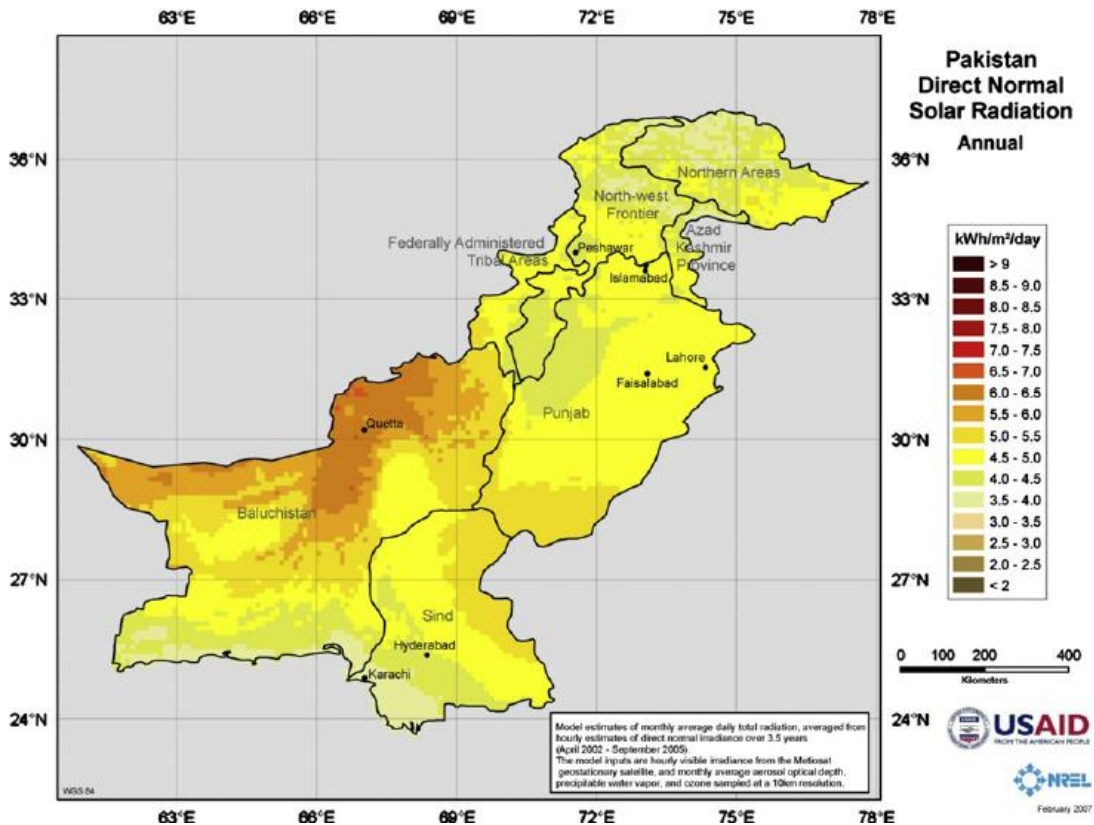 63°E 66°E 69°E 72°E 75°E 78°E
Pakistan
Direct Normal
Solar Radiation
Annual
36°N 36°N
Northern Areas
North-west
Frontier
Azad
Kashmir
Province
Federally Administered
Tribal Areas
Peshawar
Islamabad
33°N 33°N
Lahore
Faisalabad
Punjab
Quetta
30°N 30°N
Baluchistan
27°N 27°N
Sind
Hyderabad
Karachi
24°N 24°N
kWh/m²/day
> 9
8.5 - 9.0
8.0 - 8.5
7.5 - 8.0
7.0 - 7.5
6.5 - 7.0
6.0 - 6.5
5.5 - 6.0
5.0 - 5.5
4.5 - 5.0
4.0 - 4.5
3.5 - 4.0
3.0 - 3.5
2.5 - 3.0
2.0 - 2.5
< 2
0 100 200 400
Kilometers
Model estimates of monthly average daily total radiation, averaged from
hourly estimates of direct normal irradiance over 3.5 years
(April 2002 - September 2005).
The model inputs are hourly visible irradiance from the Metiosat
geostationary satellite, and monthly average aerosol optical depth,
precipitable water vapor, and ozone sampled at a 10km resolution.
WGS 84
USAID
FROM THE AMERICAN PEOPLE
NREL
February 2007
63°E 66°E 69°E 72°E 75°E 78°E